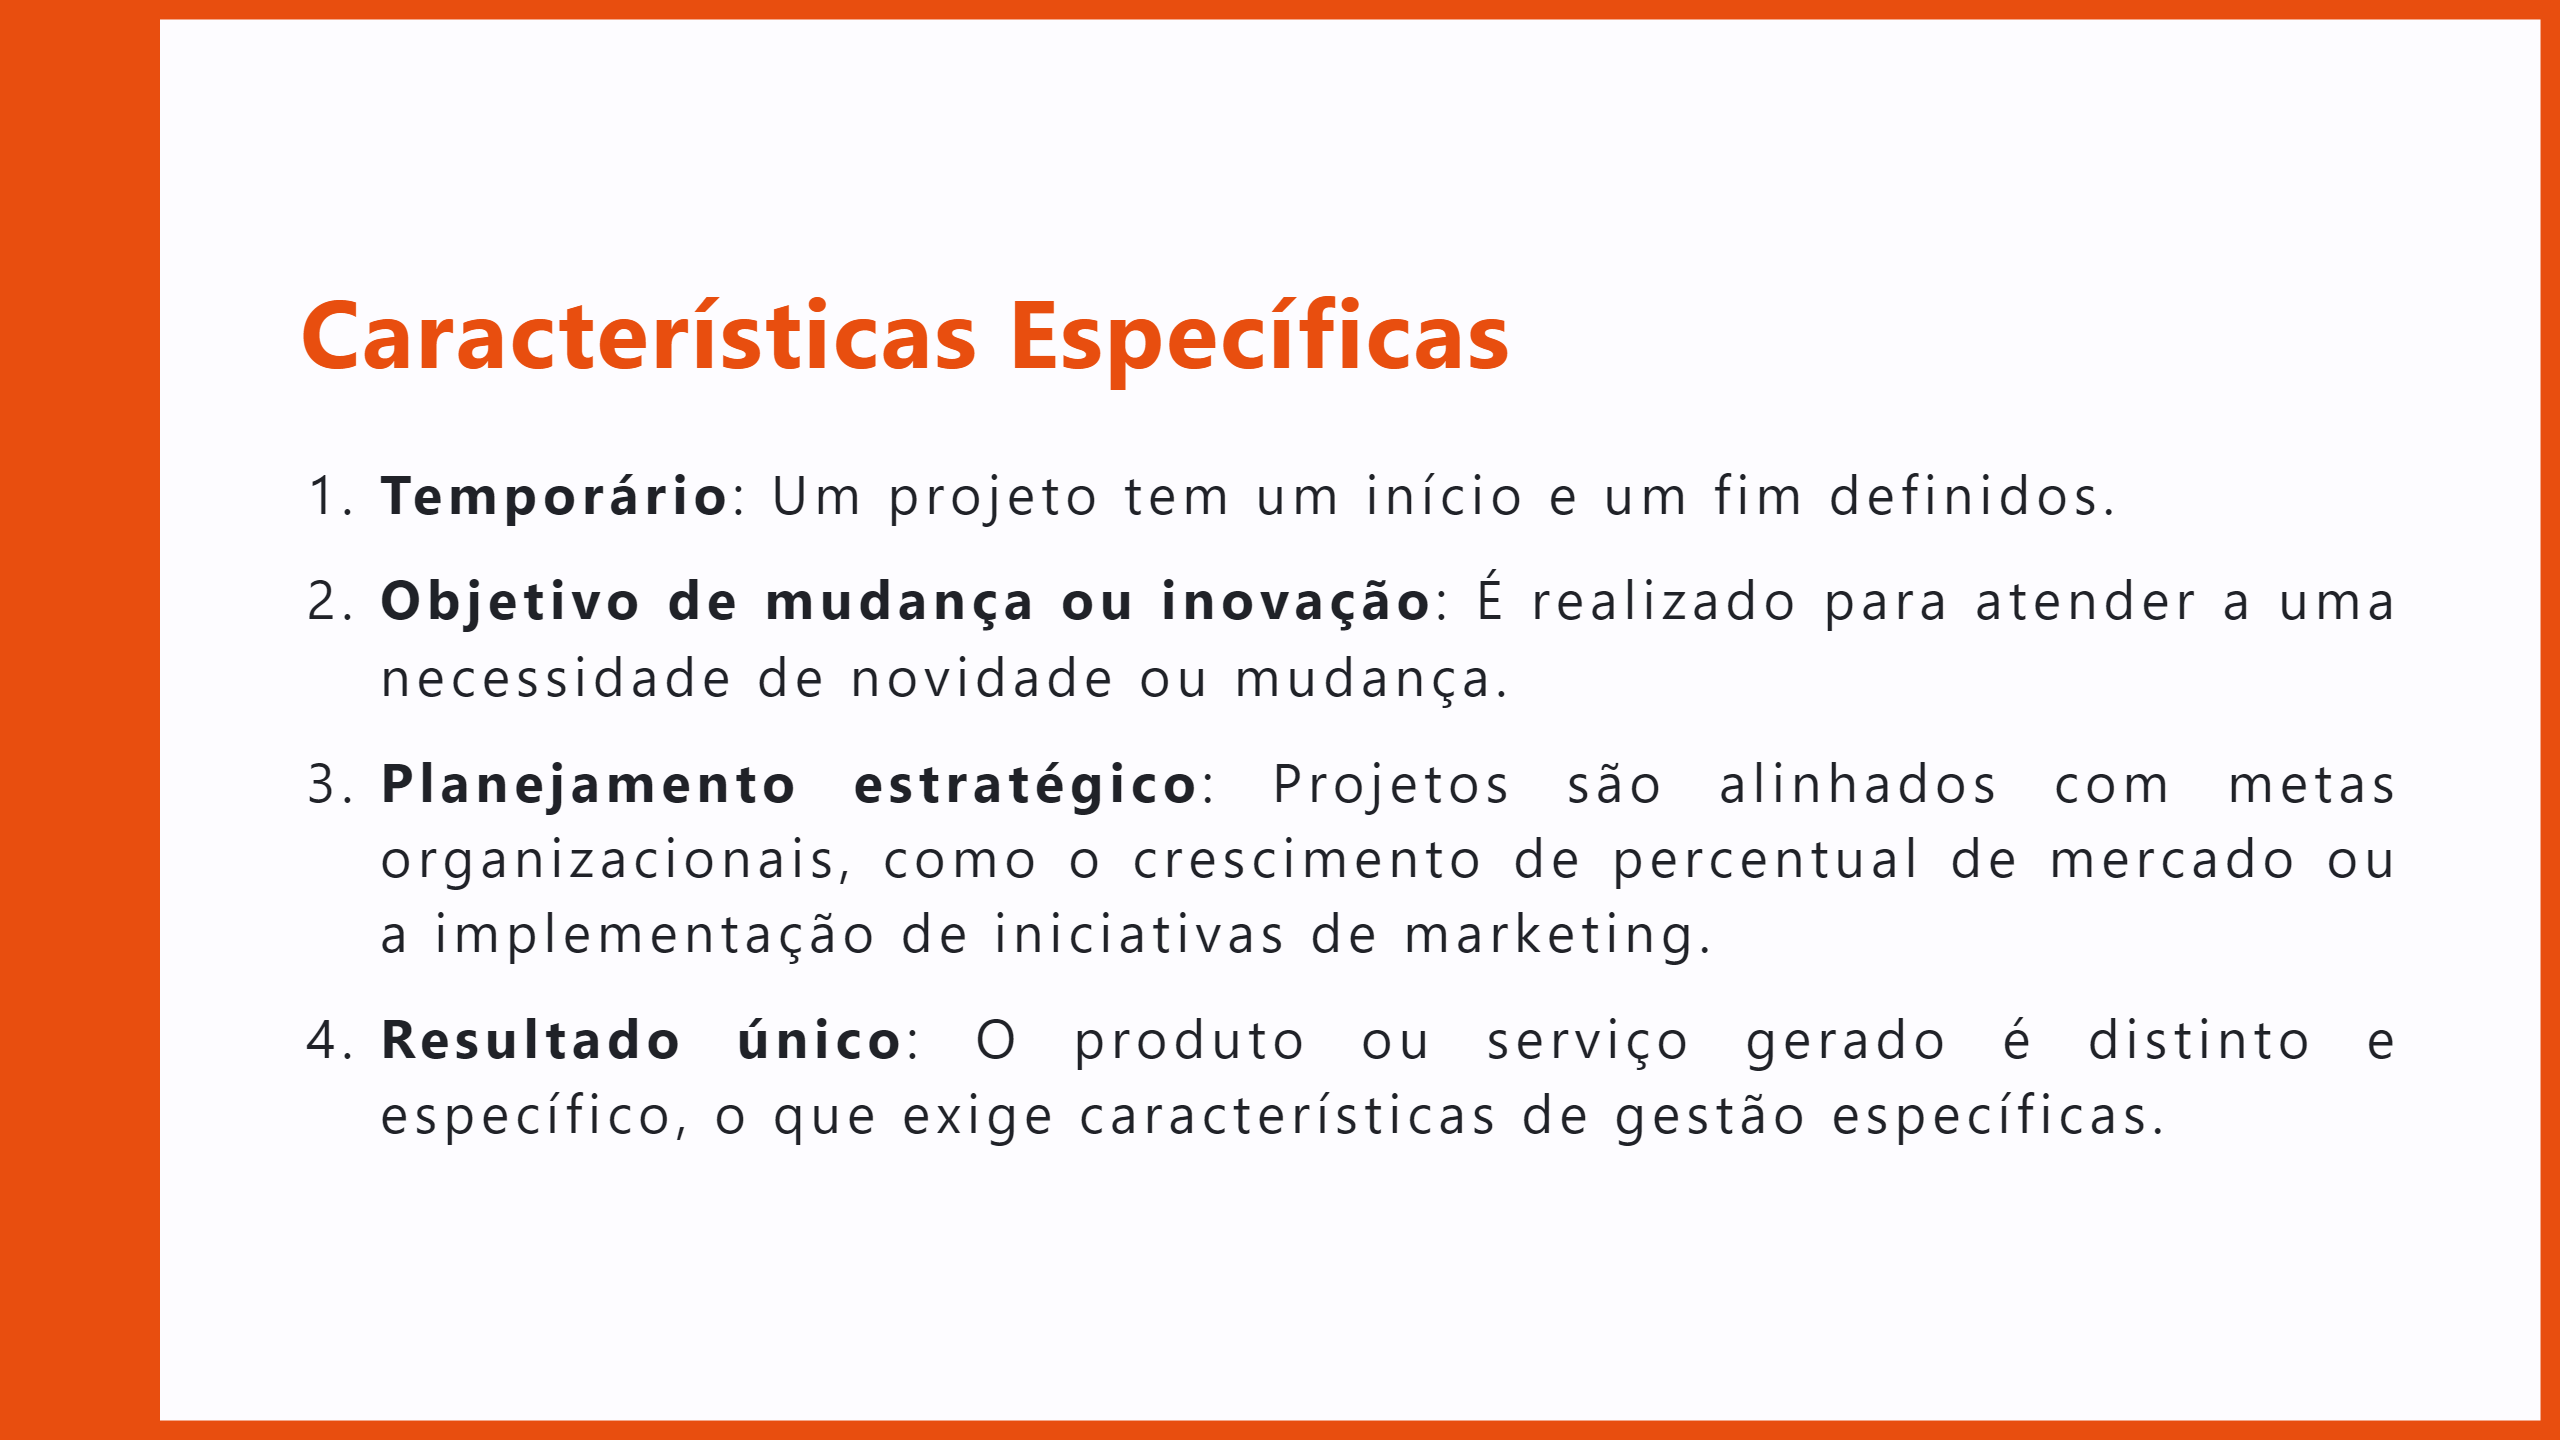 Características Específicas
1. Temporário: Um projeto tem um início e um fim definidos.
2. Objetivo de mudança ou inovação: É realizado para atender a uma
necessidade de novidade ou mudança.
3. Planejamento estratégico: Projetos são alinhados com metas
organizacionais, como o crescimento de percentual de mercado ou
a implementação de iniciativas de marketing.
4. Resultado único: O produto ou serviço gerado é distinto e
específico, o que exige características de gestão específicas.